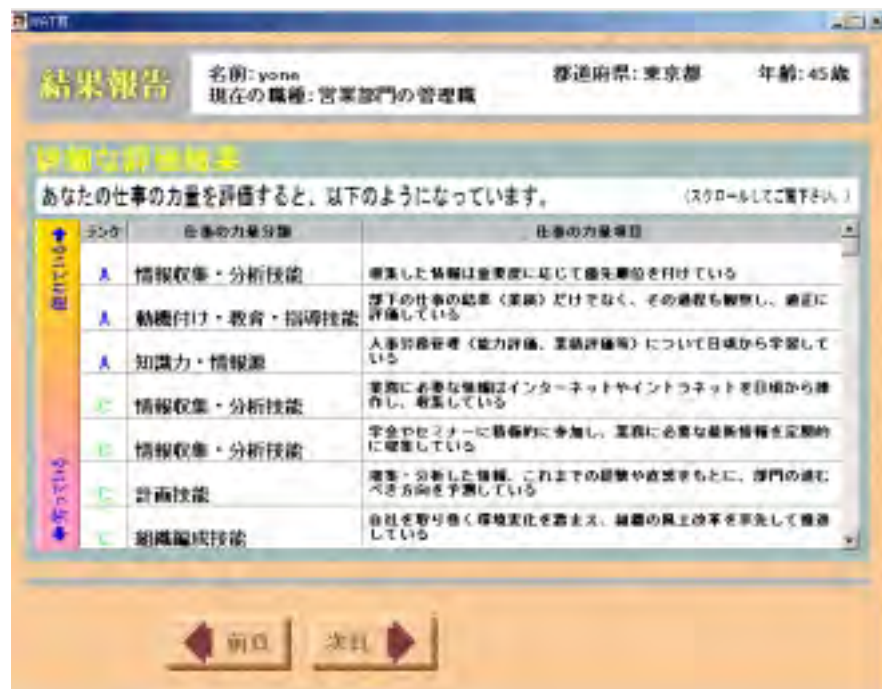 結果報告
名前:yone
都道府県:東京都
年齢:45歳
現在の職種:営業部門の管理職
詳細な評価結果
あなたの仕事の力量を評価すると、以下のようになっています。
(スクロールしてご覧下さい。)
優れている
劣っている
ランク
仕事の力量分類
仕事の力量項目
A
情報収集・分析技能
収集した情報は重要度に応じて優先順位を付けている
A
動機付け・教育・指導技能
部下の仕事の結果(業績)だけでなく、その過程も観察し、適正に
評価している
A
知識力・情報源
人事労務管理(能力評価、業績評価等)について日頃から学習して
いる
C
情報収集・分析技能
業務に必要な情報はインターネットやイントラネットを日頃から操
作し、収集している
C
情報収集・分析技能
学会やセミナーに積極的に参加し、業務に必要な最新情報を定期的
に収集している
C
計画技能
収集・分析した情報、これまでの経験や直感をもとに、部門の進む
べき方向を予測している
C
組織編成技能
自社を取り巻く環境変化を踏まえ、組織の風土改革を率先して推進
している
前頁
次頁